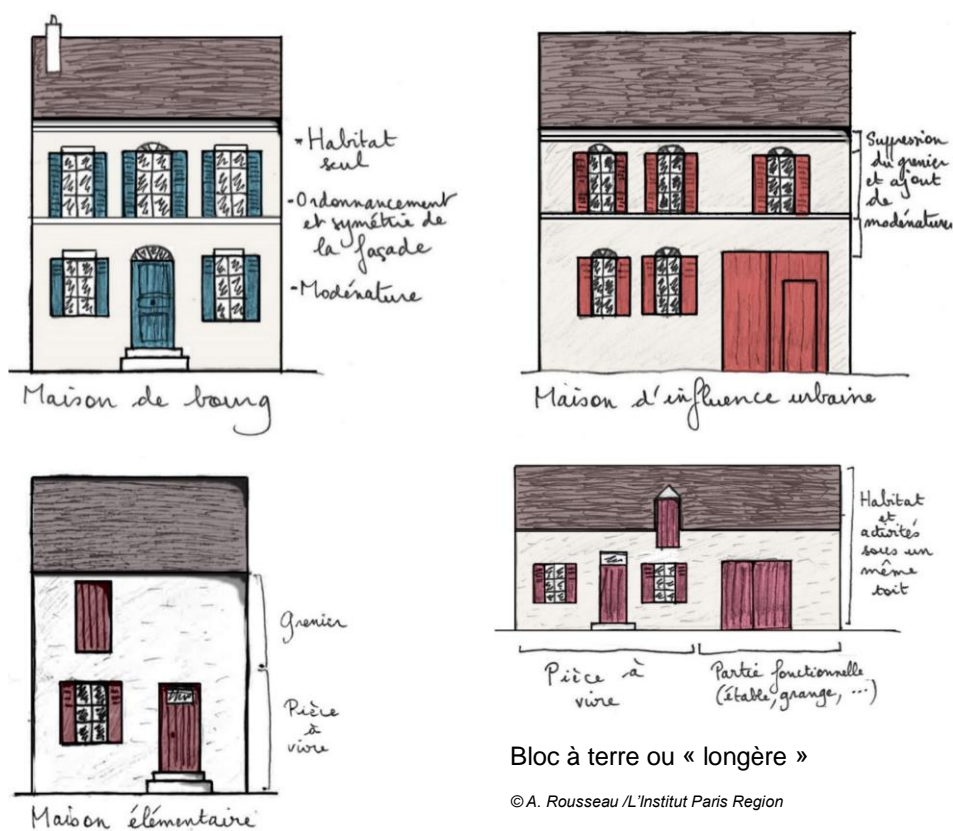 - Habitat
seul
- Ordonnancement
et symétrie de
la façade
- Modénature
Maison de bourg
Suppression
du grenier
et ajout
de
modénature
Maison d'influence urbaine
Grenier
Pièce
à
vivre
Maison élémentaire
Habitat
et
activités
sous un
même
toit
Pièce à
vivre
Partie fonctionnelle
(étable, grange, ...)
Bloc à terre ou « longère »
© A. Rousseau /L'Institut Paris Region